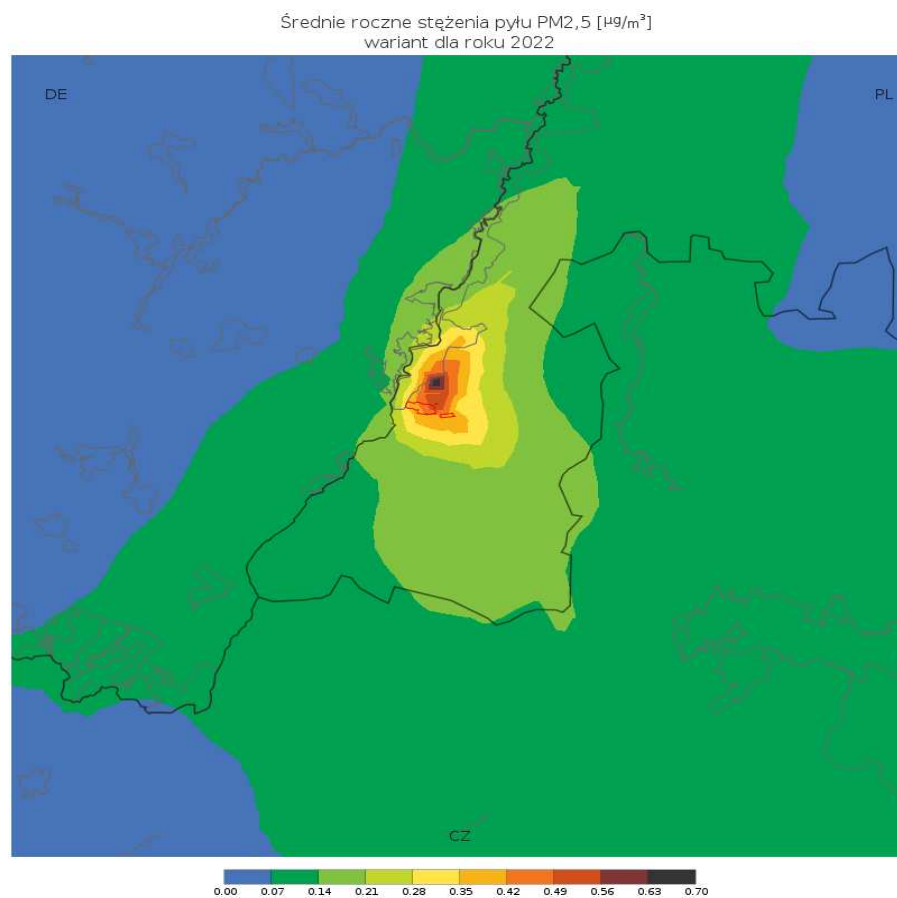 Średnie roczne stężenia pyłu PM2,5 [µg/m³]
wariant dla roku 2022
DE
PL
CZ
0.00 0.07 0.14 0.21 0.28 0.35 0.42 0.49 0.56 0.63 0.70